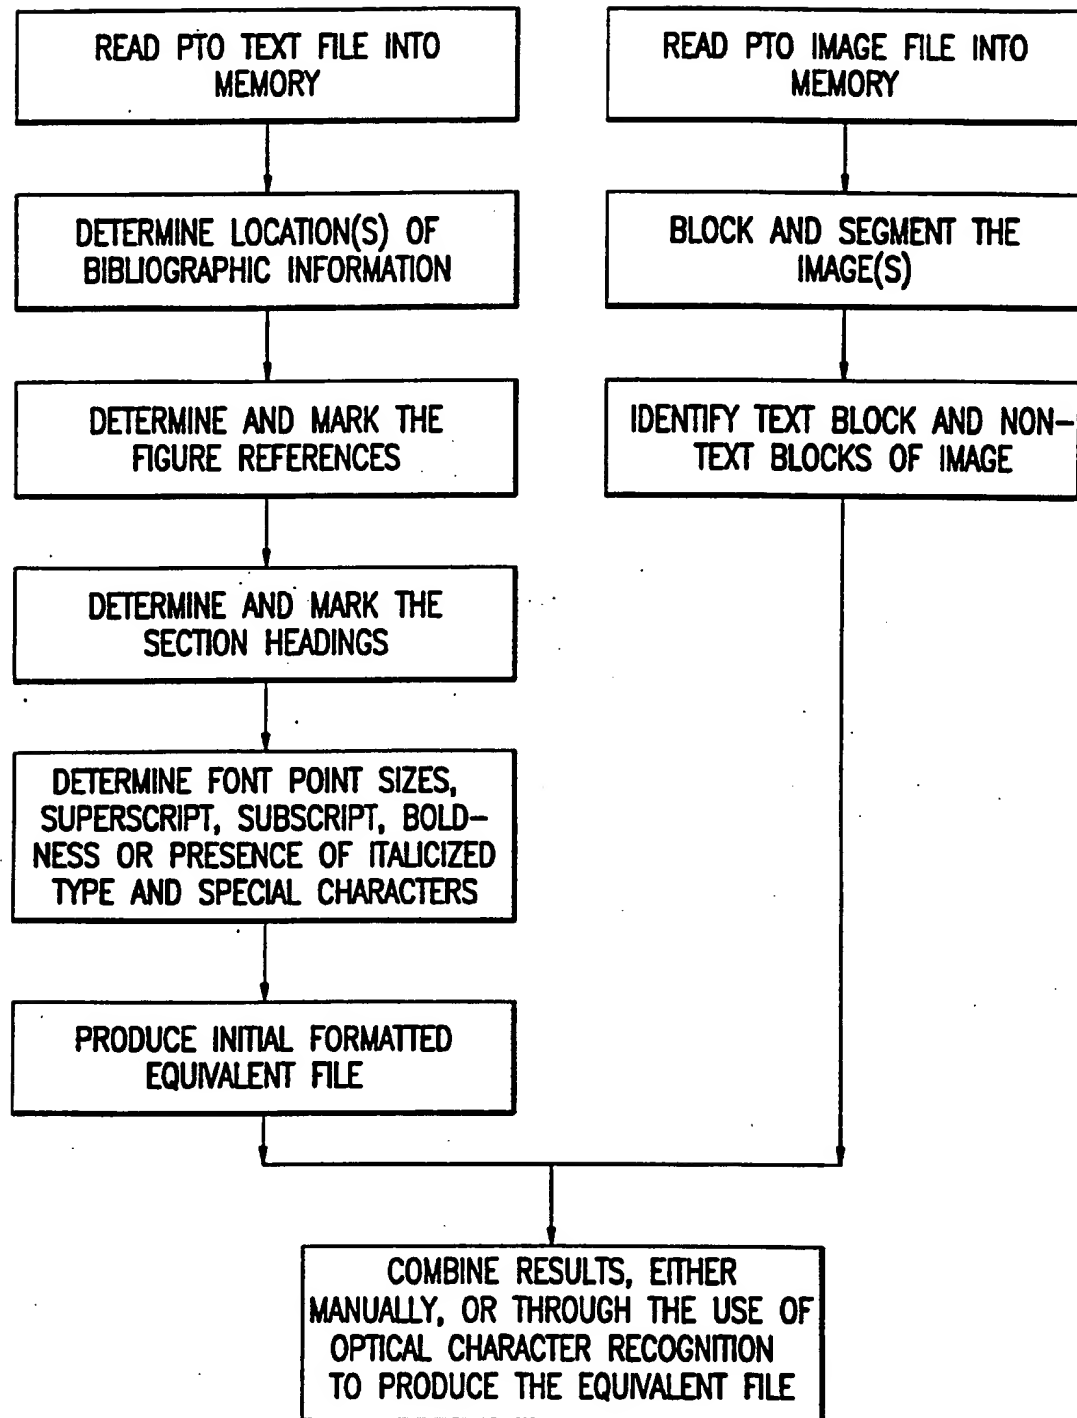 READ PTO TEXT FILE INTO
MEMORY
DETERMINE LOCATION(S) OF
BIBLIOGRAPHIC INFORMATION
DETERMINE AND MARK THE
FIGURE REFERENCES
DETERMINE AND MARK THE
SECTION HEADINGS
DETERMINE FONT POINT SIZES,
SUPERSCRIPT, SUBSCRIPT, BOLD-
NESS OR PRESENCE OF ITALICIZED
TYPE AND SPECIAL CHARACTERS
PRODUCE INITIAL FORMATTED
EQUIVALENT FILE
READ PTO IMAGE FILE INTO
MEMORY
BLOCK AND SEGMENT THE
IMAGE(S)
IDENTIFY TEXT BLOCK AND NON-
TEXT BLOCKS OF IMAGE
COMBINE RESULTS, EITHER
MANUALLY, OR THROUGH THE USE OF
OPTICAL CHARACTER RECOGNITION
TO PRODUCE THE EQUIVALENT FILE